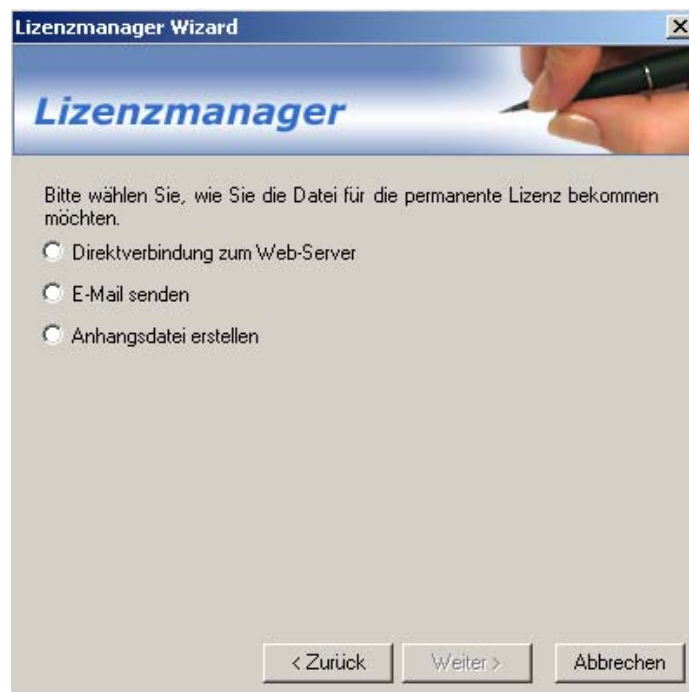 Lizenzmanager Wizard
Lizenzmanager
Bitte wählen Sie, wie Sie die Datei für die permanente Lizenz bekommen
möchten.
Direktverbindung zum Web-Server
E-Mail senden
Anhangsdatei erstellen
< Zurück
Weiter >
Abbrechen